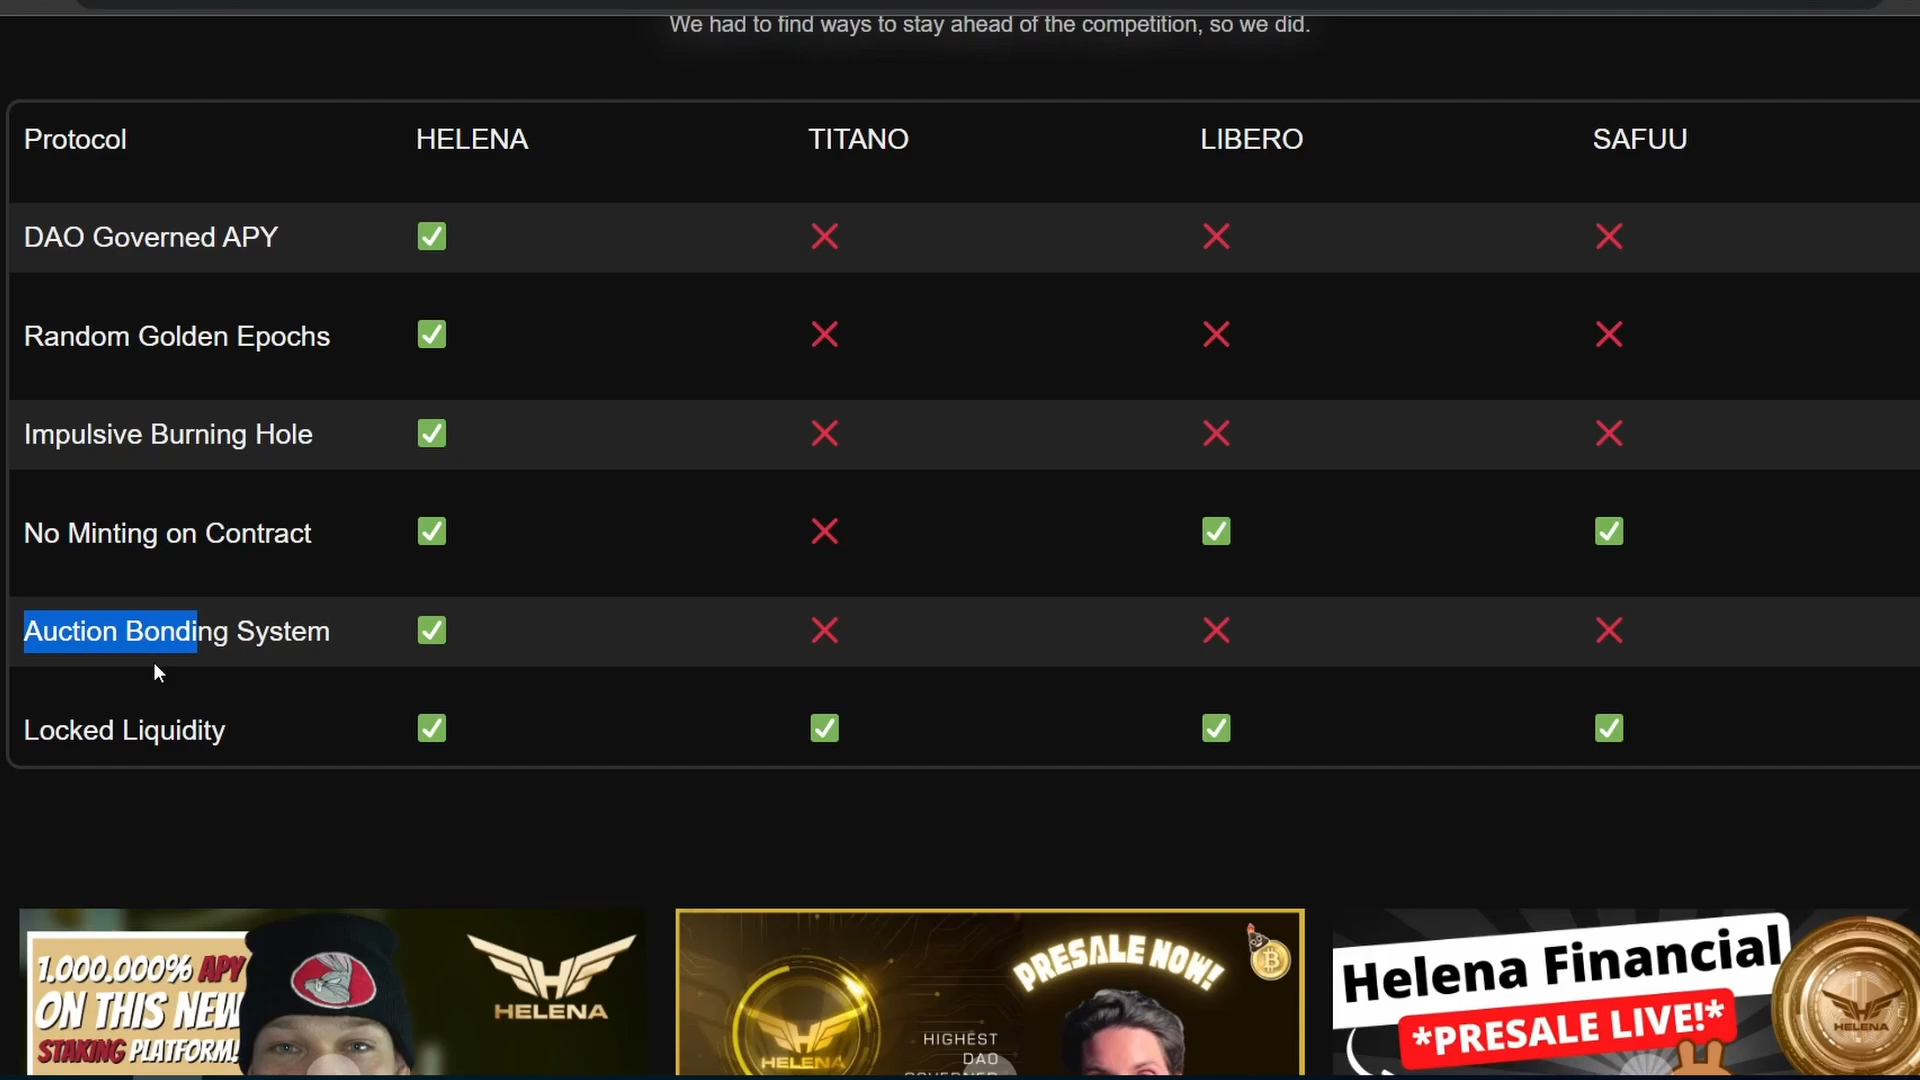 We had to find ways to stay ahead of the competition, so we did.
Protocol HELENA TITANO LIBERO SAFUU
DAO Governed APY ✅ ❌ ❌ ❌
Random Golden Epochs ✅ ❌ ❌ ❌
Impulsive Burning Hole ✅ ❌ ❌ ❌
No Minting on Contract ✅ ❌ ✅ ✅
Auction Bonding System ✅ ❌ ❌ ❌
Locked Liquidity ✅ ✅ ✅ ✅
1.000.000% APY
ON THIS NEW
STAKING PLATFORM!
HELENA
PRESALE NOW!
HELENA
HIGHEST
DAO
GOVERNED
Helena Financial
*PRESALE LIVE!*
HELENA